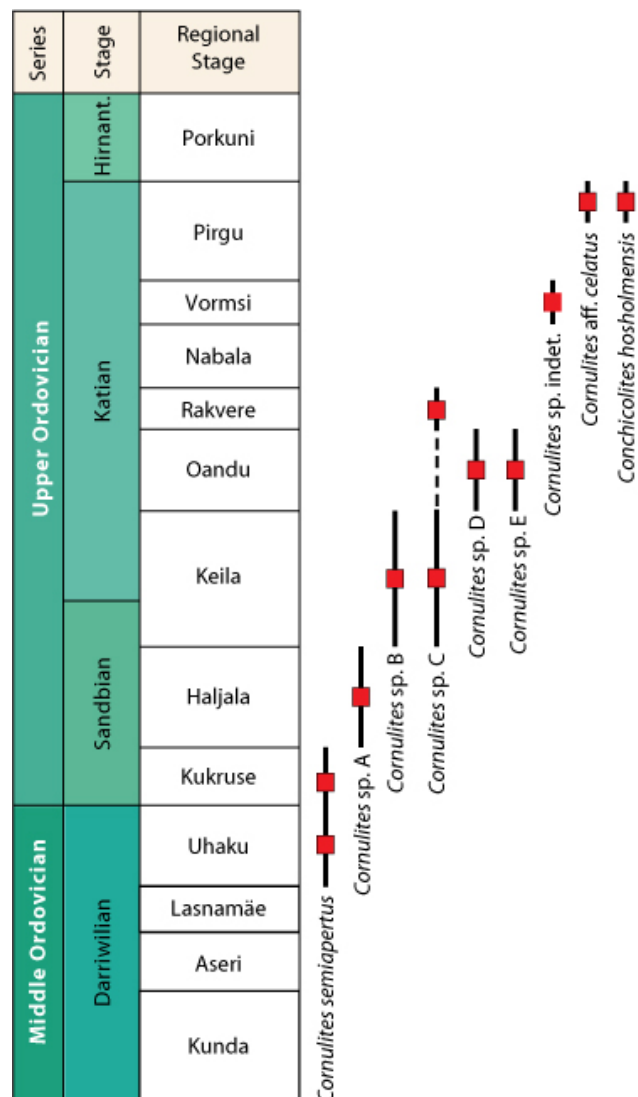 Series
Stage
Regional
Stage
Upper Ordovician
Middle Ordovician
Hirnant.
Katian
Sandbian
Darriwilian
Porkuni
Pirgu
Vormsi
Nabala
Rakvere
Oandu
Keila
Haljala
Kukruse
Uhaku
Lasnamäe
Aseri
Kunda
Cornulites semiapertus
Cornulites sp. A
Cornulites sp. B
Cornulites sp. C
Cornulites sp. D
Cornulites sp. E
Cornulites sp. indet.
Cornulites aff. celatus
Conchicolites hosholmensis